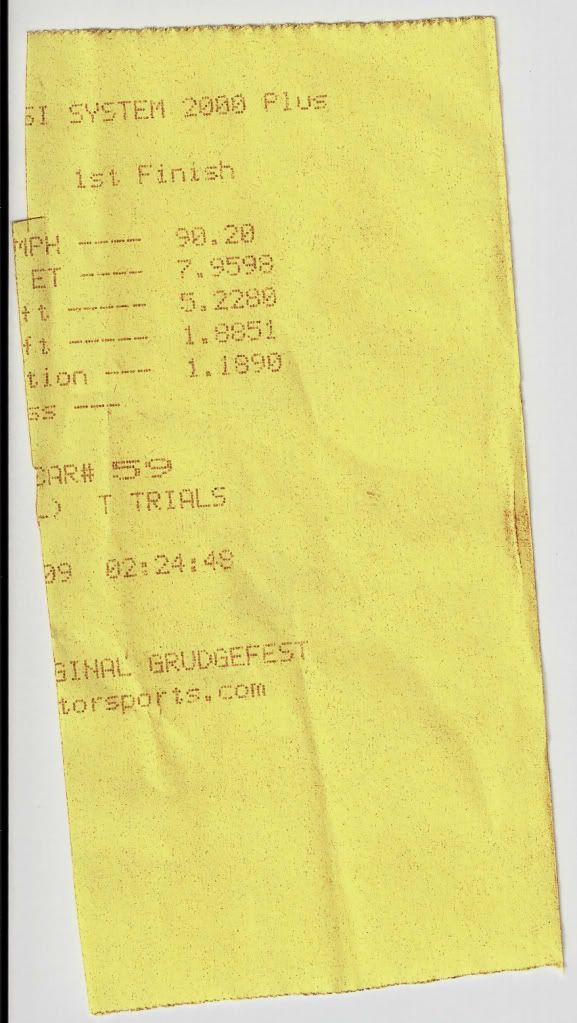 SI SYSTEM 2000 Plus
1st Finish
MPH ---- 90.20
ET ---- 7.9598
tt ----- 5.2280
ft ----- 1.8851
tion --- 1.1890
ss ---
CAR# 59
L) T TRIALS
09 02:24:48
GINAL GRUDGEFEST
torsports.com